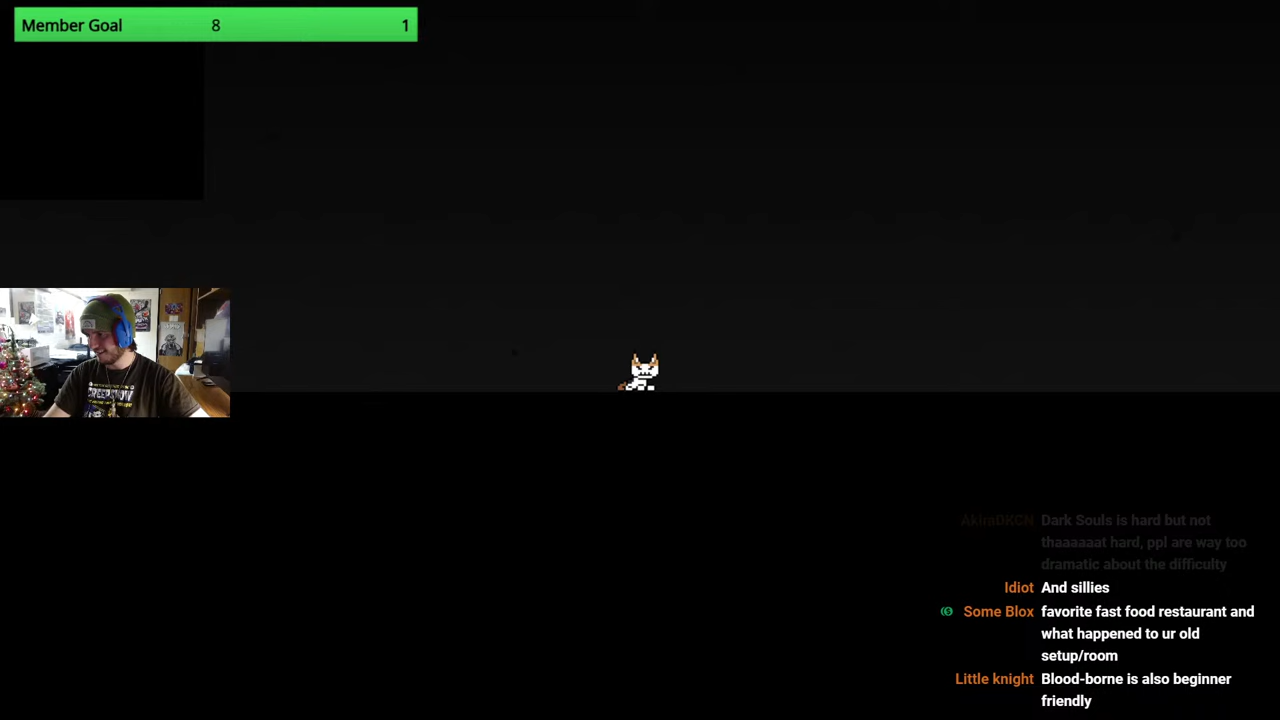 Member Goal 8 1
AkiraDKCN Dark Souls is hard but not
thaaaaaat hard, ppl are way too
dramatic about the difficulty
Idiot And sillies
Some Blox favorite fast food restaurant and
what happened to ur old
setup/room
Little knight Blood-borne is also beginner
friendly
CREEPSHOW